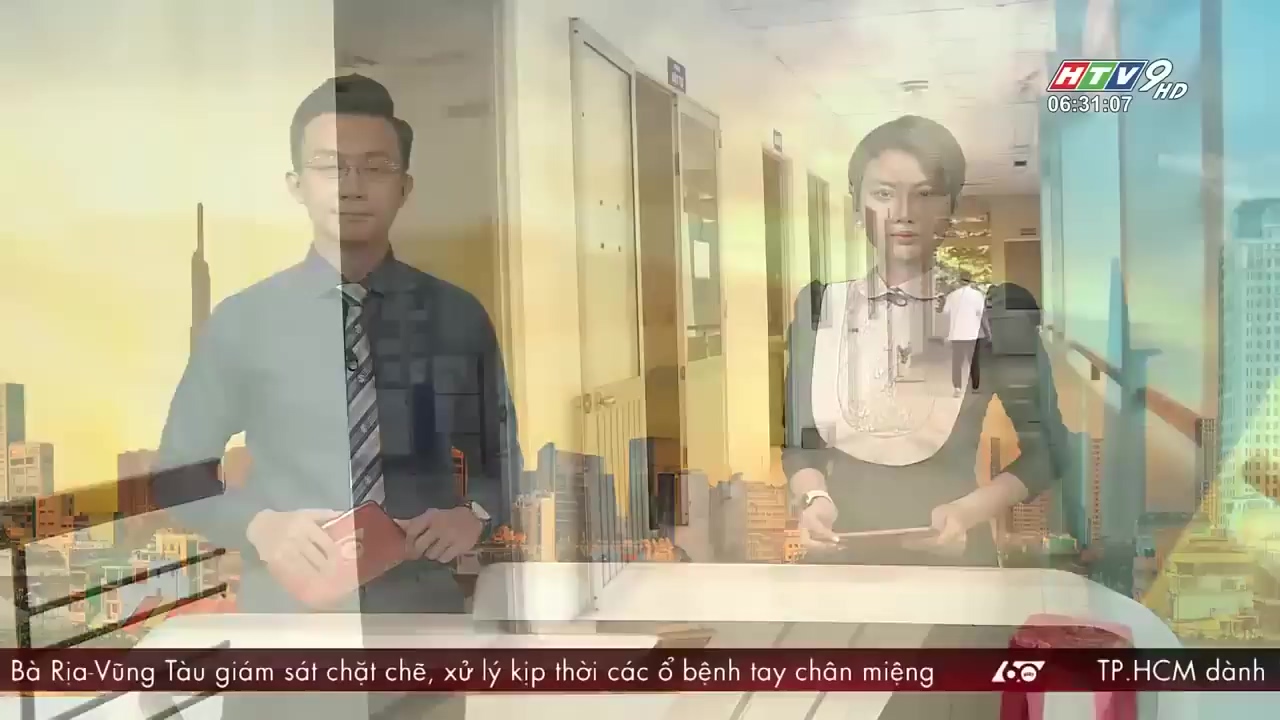 HTV9 HD
06:31:07
Bà Rịa-Vũng Tàu giám sát chặt chẽ, xử lý kịp thời các ổ bệnh tay chân miệng 60 TP.HCM dành